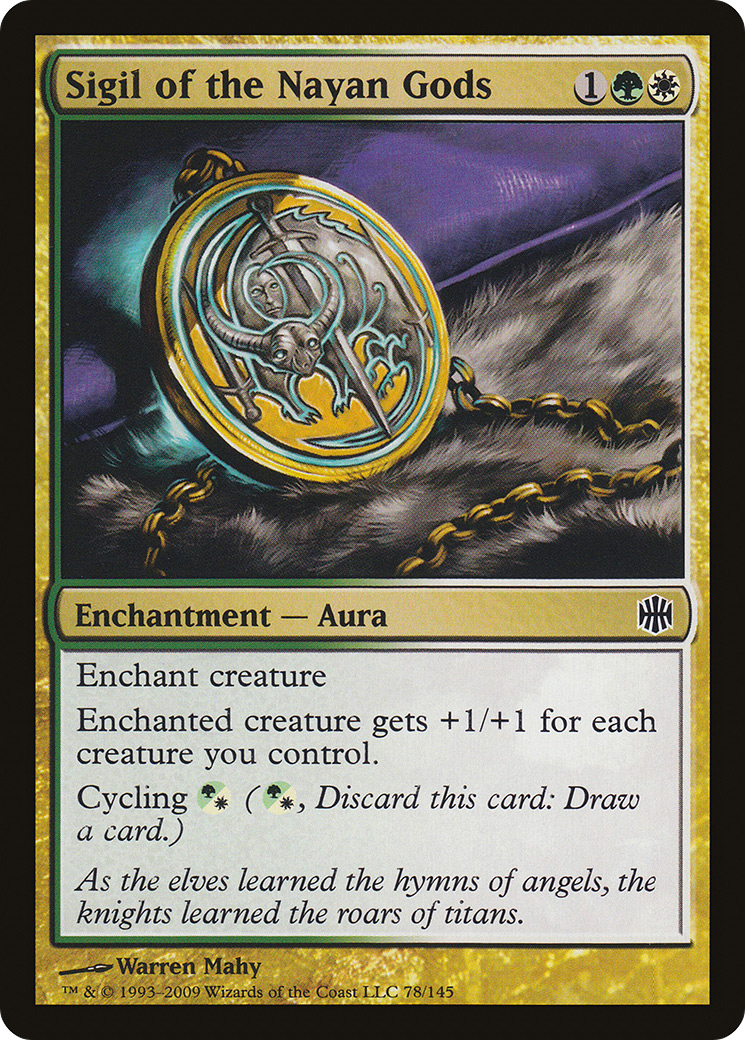 Sigil of the Nayan Gods 1
Enchantment — Aura
Enchant creature
Enchanted creature gets +1/+1 for each
creature you control.
Cycling ( , Discard this card: Draw
a card.)
As the elves learned the hymns of angels, the
knights learned the roars of titans.
Warren Mahy
™ & © 1993–2009 Wizards of the Coast LLC 78/145